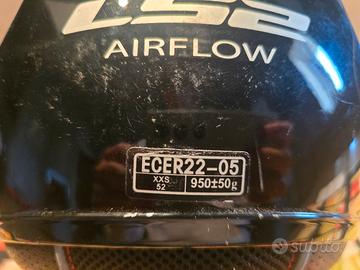 LS2
AIRFLOW
ECER22-05
XXS 950±50g
52
subito